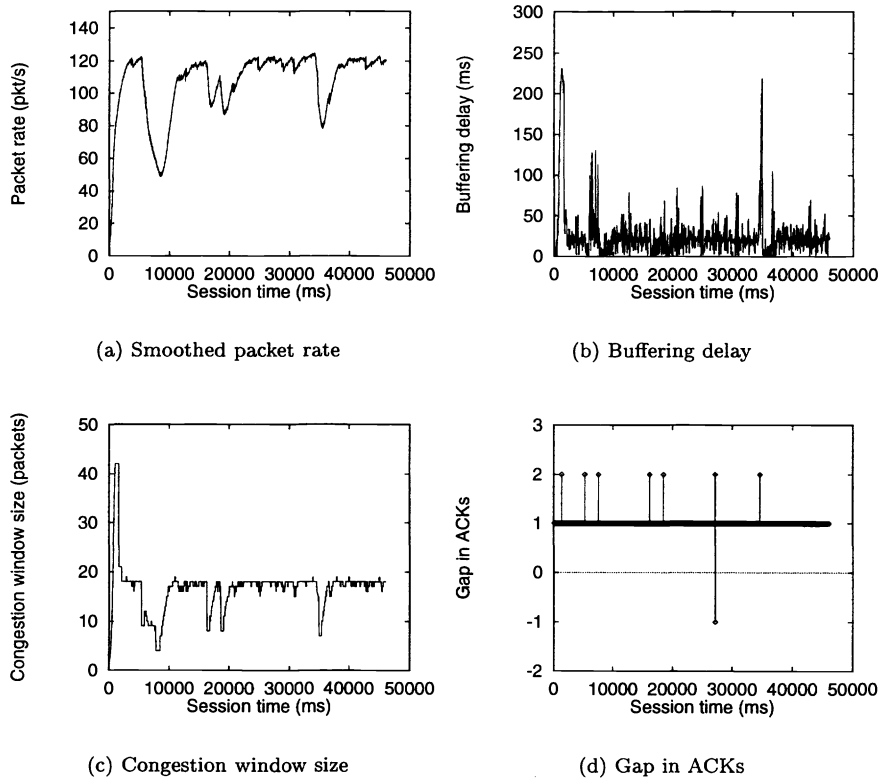 Packet rate (pkt/s)
140
120
100
80
60
40
20
0
0 10000 20000 30000 40000 50000
Session time (ms)
(a) Smoothed packet rate
Buffering delay (ms)
300
250
200
150
100
50
0
0 10000 20000 30000 40000 50000
Session time (ms)
(b) Buffering delay
Congestion window size (packets)
50
40
30
20
10
0
0 10000 20000 30000 40000 50000
Session time (ms)
(c) Congestion window size
Gap in ACKs
3
2
1
0
-1
-2
0 10000 20000 30000 40000 50000
Session time (ms)
(d) Gap in ACKs